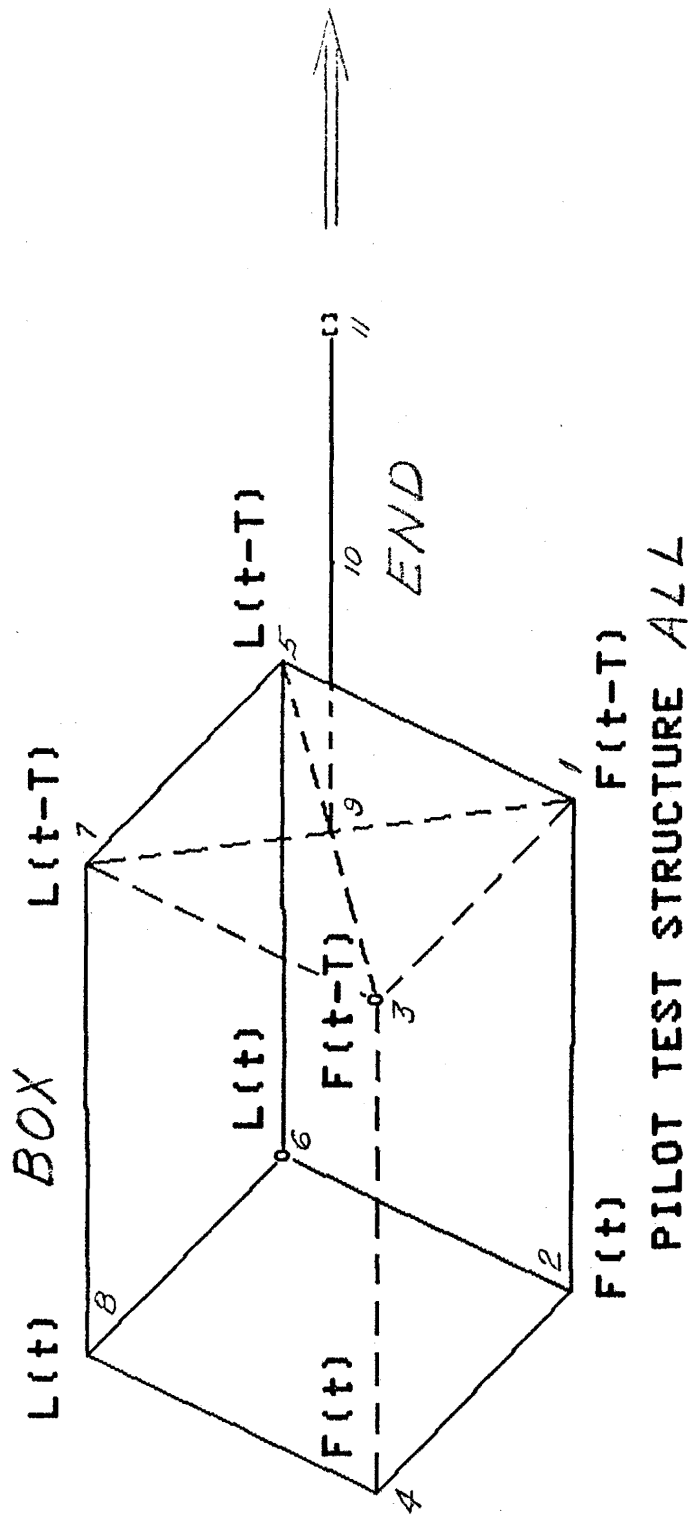 BOX
L(t) L(t-T)
8 7
L(t) L(t-T)
6 5
F(t) F(t-T) []
9 10 11
4 3 END
2 1
F(t) F(t-T)
PILOT TEST STRUCTURE ALL